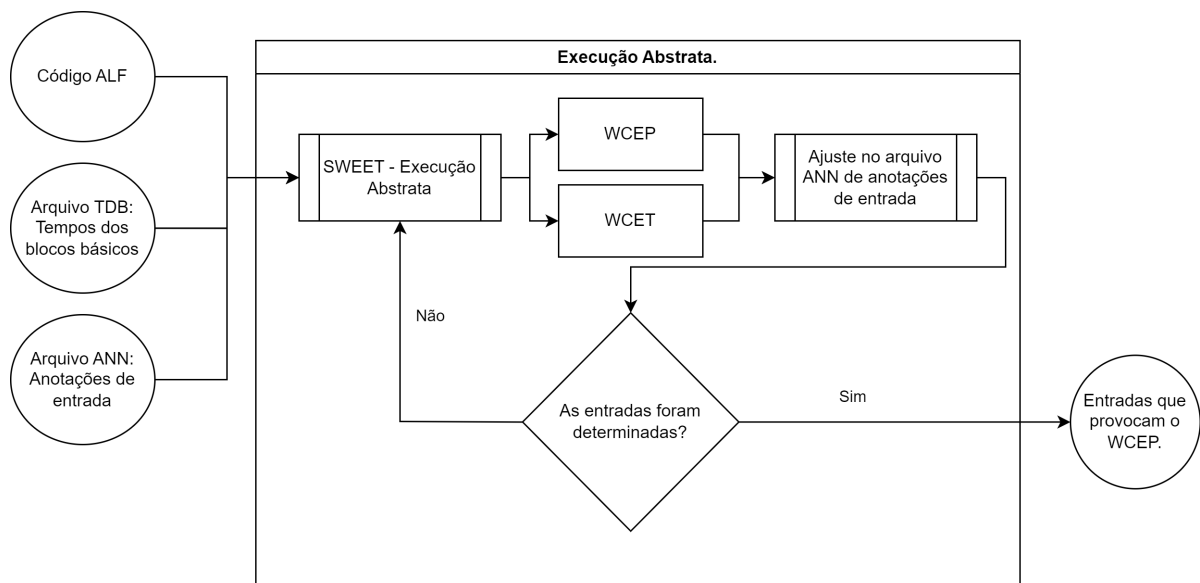 Código ALF
Arquivo TDB:
Tempos dos
blocos básicos
Arquivo ANN:
Anotações de
entrada
Execução Abstrata.
SWEET - Execução
Abstrata
WCEP
WCET
Ajuste no arquivo
ANN de anotações
de entrada
Não
As entradas foram
determinadas?
Sim
Entradas que
provocam o
WCEP.